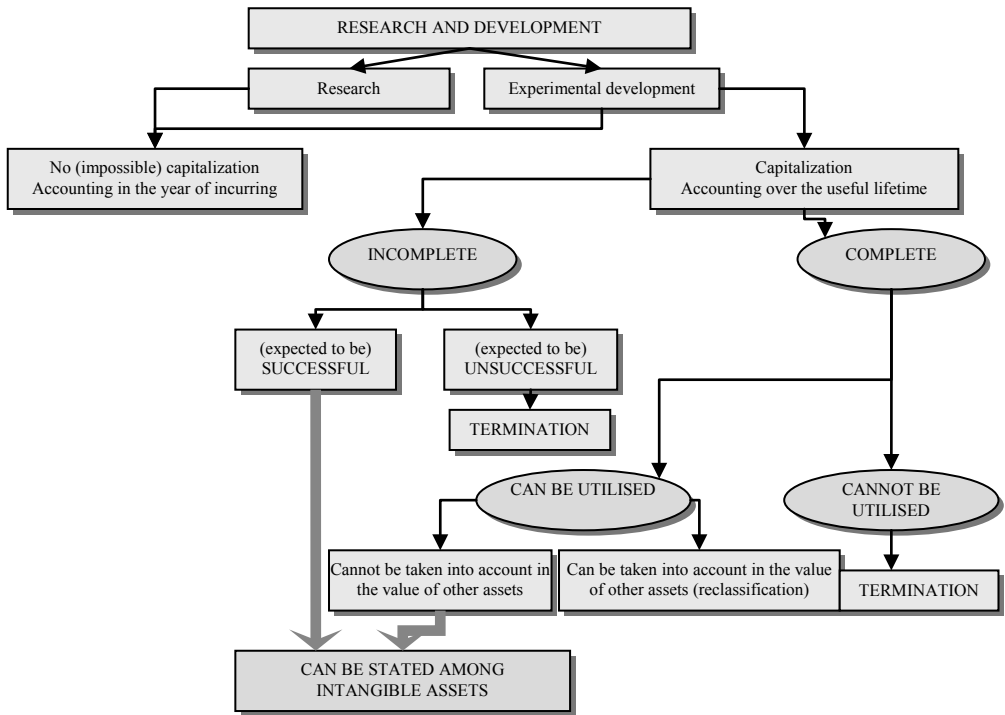 RESEARCH AND DEVELOPMENT
Research
Experimental development
No (impossible) capitalization
Accounting in the year of incurring
Capitalization
Accounting over the useful lifetime
INCOMPLETE
COMPLETE
(expected to be)
SUCCESSFUL
(expected to be)
UNSUCCESSFUL
TERMINATION
CAN BE UTILISED
CANNOT BE
UTILISED
Cannot be taken into account in
the value of other assets
Can be taken into account in the value
of other assets (reclassification)
TERMINATION
CAN BE STATED AMONG
INTANGIBLE ASSETS